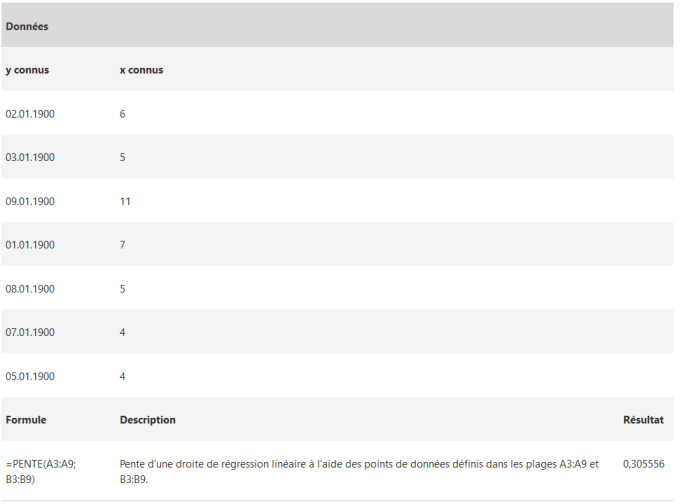 Données
y connus x connus
02.01.1900 6
03.01.1900 5
09.01.1900 11
01.01.1900 7
08.01.1900 5
07.01.1900 4
05.01.1900 4
Formule Description Résultat
=PENTE(A3:A9; Pente d'une droite de régression linéaire à l'aide des points de données définis dans les plages A3:A9 et 0,305556
B3:B9) B3:B9.